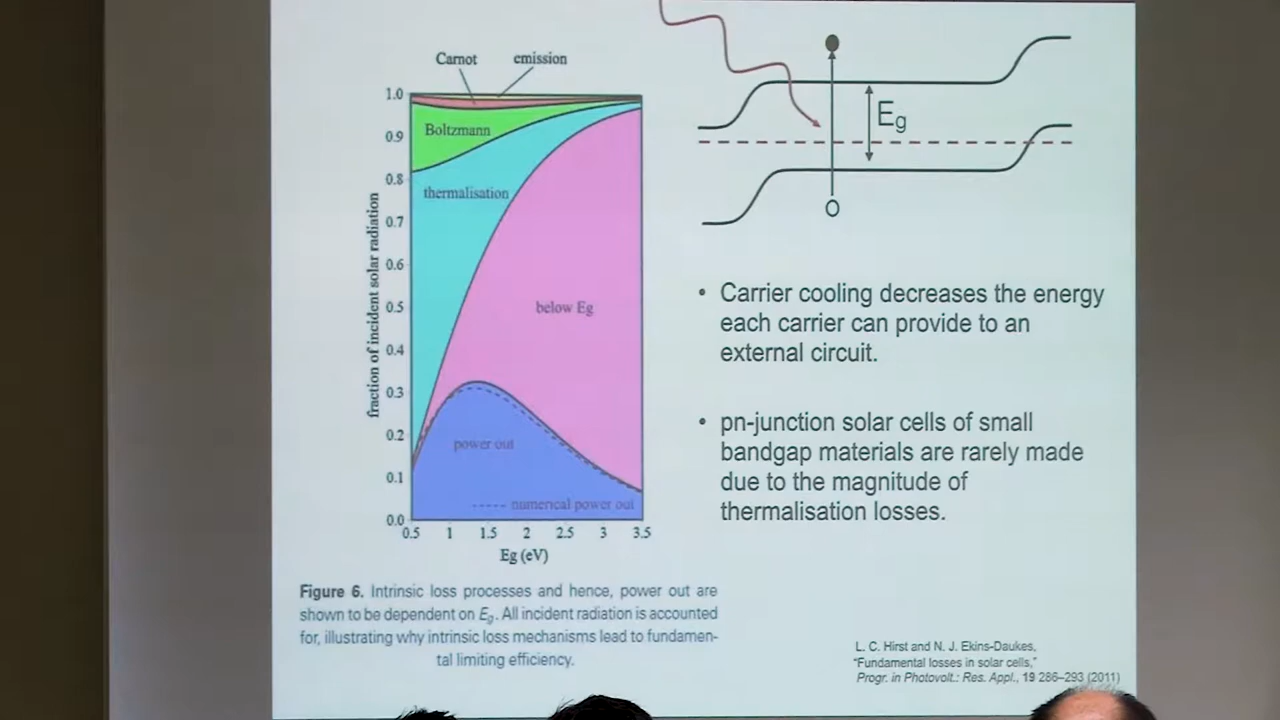 Carnot emission
1.0
0.9
0.8
0.7
0.6
0.5
0.4
0.3
0.2
0.1
0.0
fraction of incident solar radiation
Boltzmann
thermalisation
below Eg
power out
----- numerical power out
0.5 1 1.5 2 2.5 3 3.5
Eg (eV)
Figure 6. Intrinsic loss processes and hence, power out are
shown to be dependent on Eg. All incident radiation is accounted
for, illustrating why intrinsic loss mechanisms lead to fundamen-
tal limiting efficiency.
Eg
• Carrier cooling decreases the energy
each carrier can provide to an
external circuit.
• pn-junction solar cells of small
bandgap materials are rarely made
due to the magnitude of
thermalisation losses.
L. C. Hirst and N. J. Ekins-Daukes,
"Fundamental losses in solar cells,"
Progr. in Photovolt.: Res. Appl., 19 286–293 (2011)